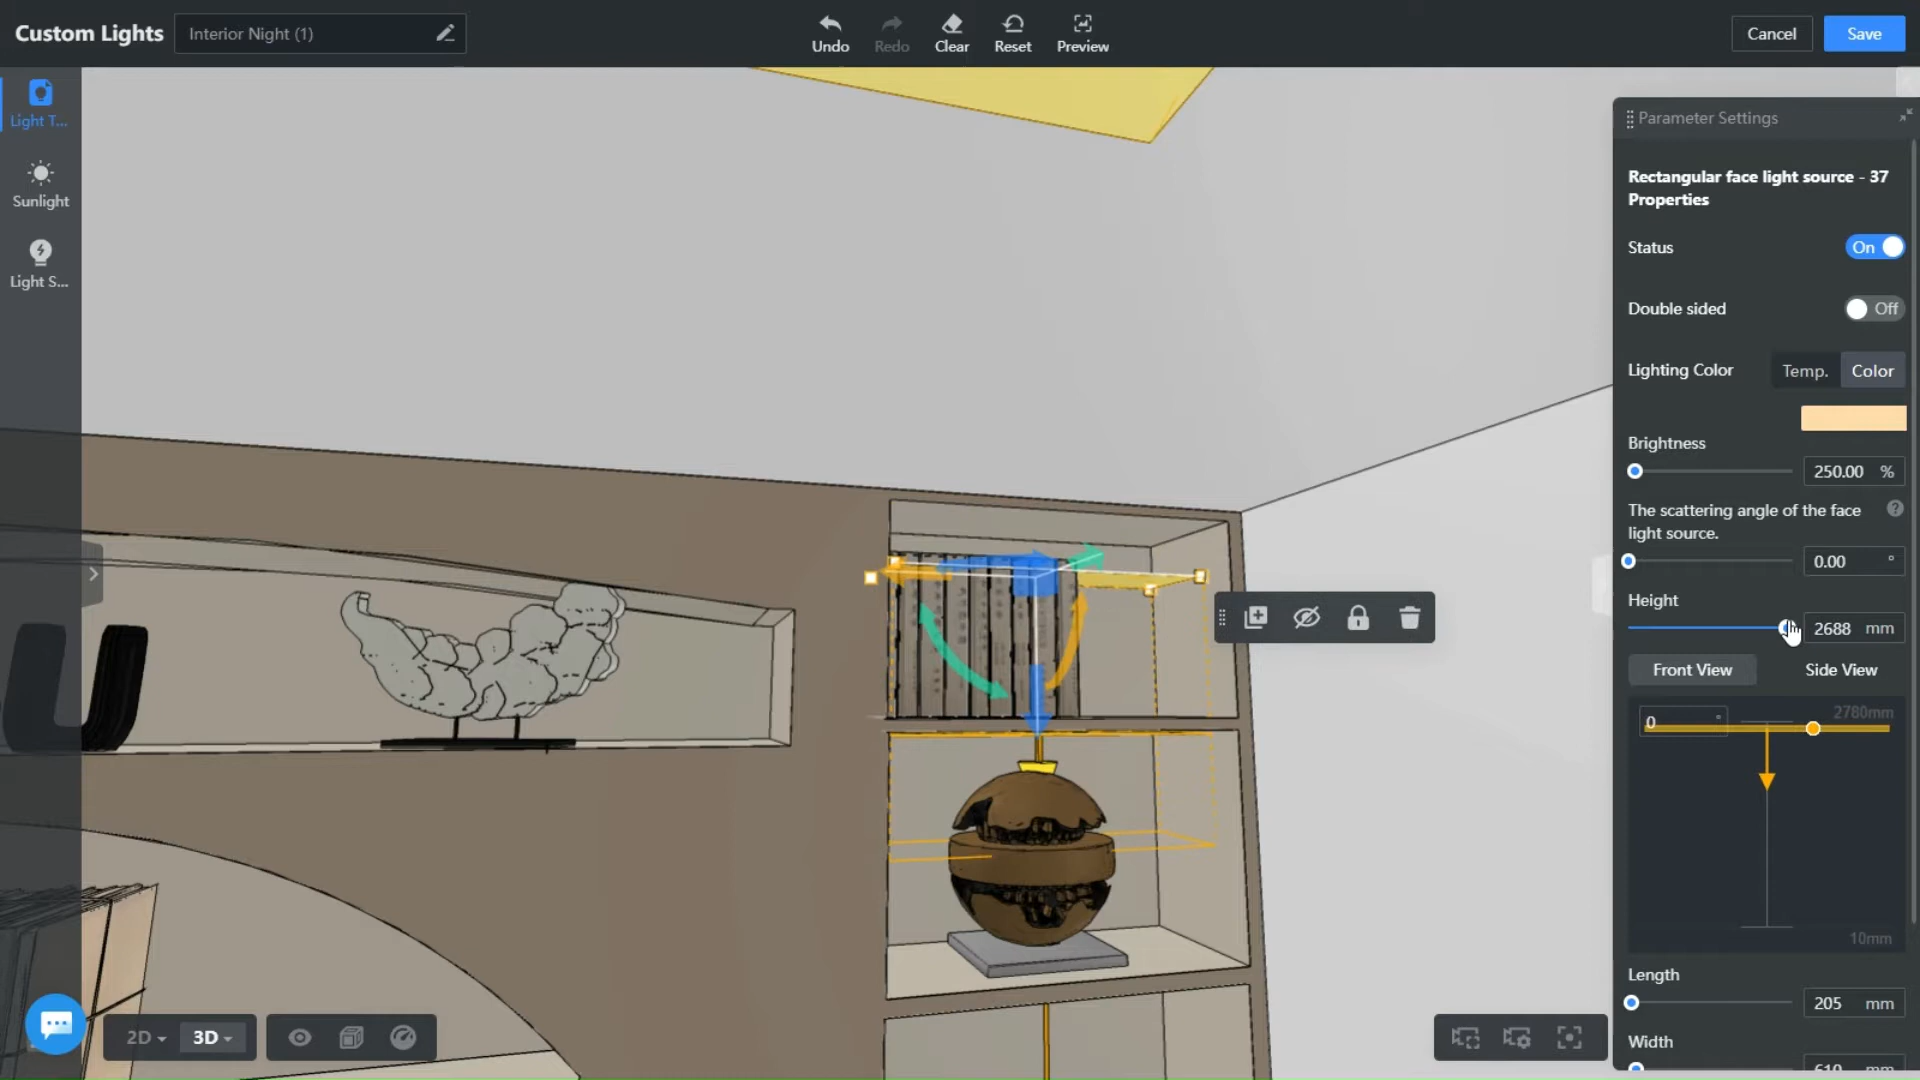 Custom Lights
Interior Night (1)
Undo
Redo
Clear
Reset
Preview
Cancel
Save
Light T...
Sunlight
Light S...
Parameter Settings
Rectangular face light source - 37
Properties
Status
On
Double sided
Off
Lighting Color
Temp.
Color
Brightness
250.00 %
The scattering angle of the face
light source.
?
0.00 °
Height
2688 mm
Front View
Side View
0 °
2780mm
10mm
Length
205 mm
Width
610 mm
2D
3D